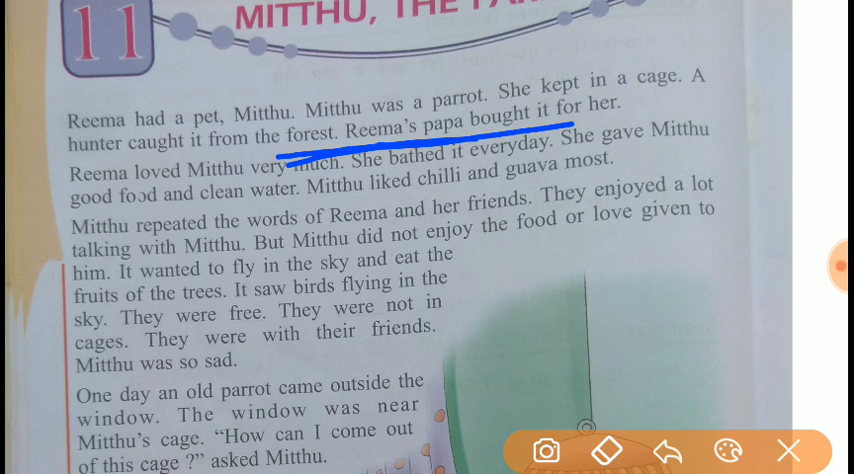 11
MITTHU, THE
Reema had a pet, Mitthu. Mitthu was a parrot. She kept in a cage. A
hunter caught it from the forest. Reema's papa bought it for her.
Reema loved Mitthu very much. She bathed it everyday. She gave Mitthu
good food and clean water. Mitthu liked chilli and guava most.
Mitthu repeated the words of Reema and her friends. They enjoyed a lot
talking with Mitthu. But Mitthu did not enjoy the food or love given to
him. It wanted to fly in the sky and eat the
fruits of the trees. It saw birds flying in the
sky. They were free. They were not in
cages. They were with their friends.
Mitthu was so sad.
One day an old parrot came outside the
window. The window was near
Mitthu's cage. "How can I come out
of this cage ?" asked Mitthu.